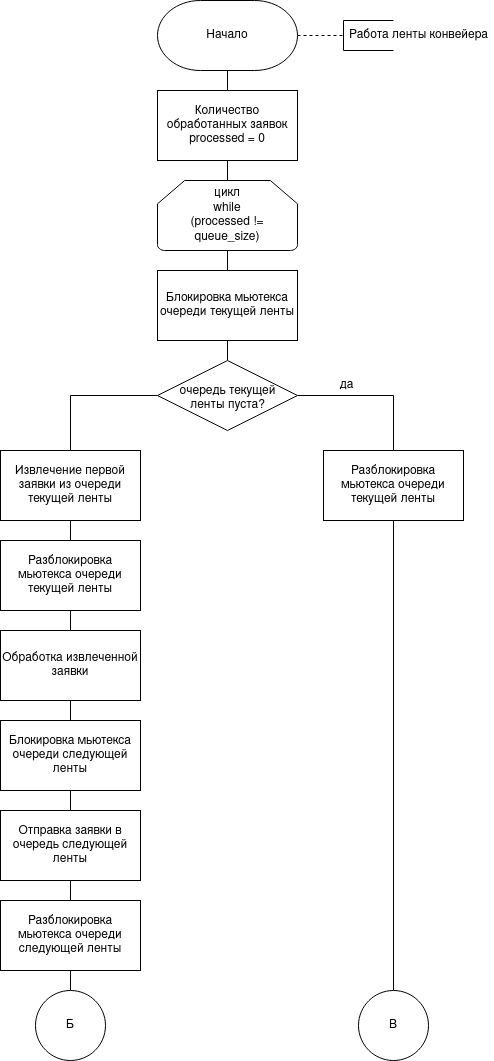 Начало
Работа ленты конвейера
Количество
обработанных заявок
processed = 0
цикл
while
(processed !=
queue_size)
Блокировка мьютекса
очереди текущей ленты
очередь текущей
ленты пуста?
да
Извлечение первой
заявки из очереди
текущей ленты
Разблокировка
мьютекса очереди
текущей ленты
Разблокировка
мьютекса очереди
текущей ленты
Обработка извлеченной
заявки
Блокировка мьютекса
очереди следующей
ленты
Отправка заявки в
очередь следующей
ленты
Разблокировка
мьютекса очереди
следующей ленты
Б
В